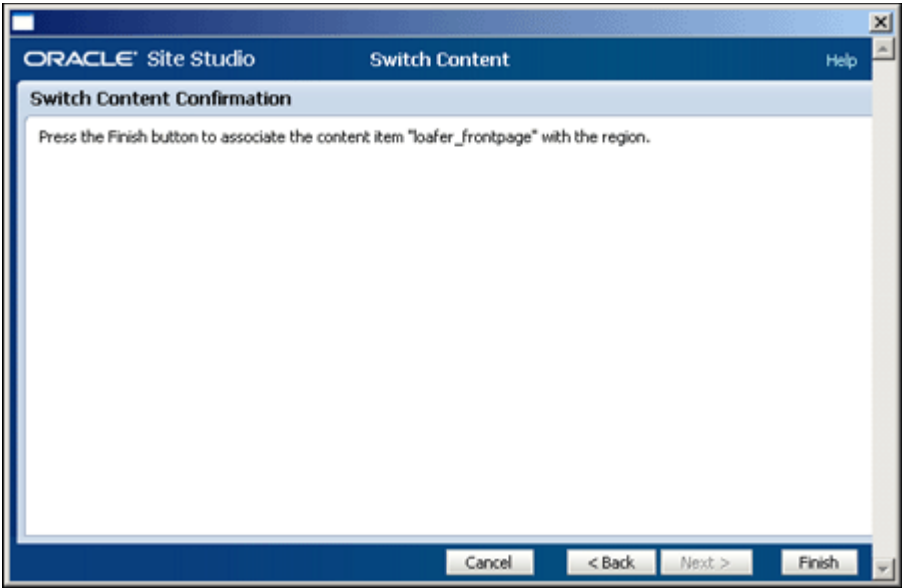 ORACLE Site Studio Switch Content Help
Switch Content Confirmation
Press the Finish button to associate the content item "loafer_frontpage" with the region.
Cancel < Back Next > Finish